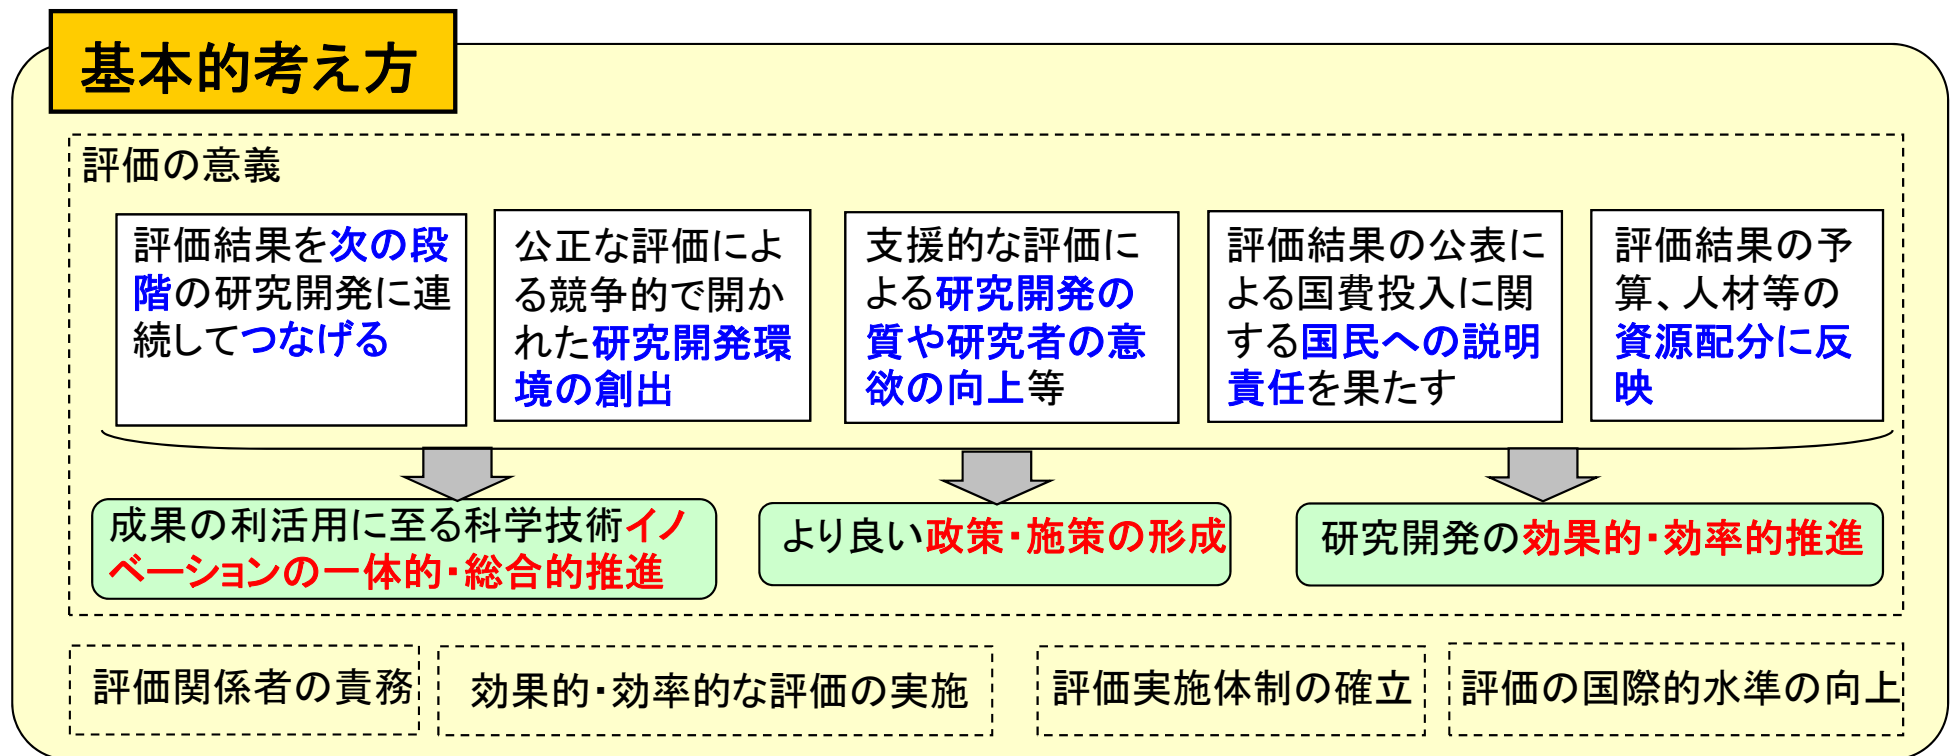 基本的考え方
評価の意義
評価結果を次の段
階の研究開発に連
続してつなげる
公正な評価によ
る競争的で開か
れた研究開発環
境の創出
支援的な評価に
よる研究開発の
質や研究者の意
欲の向上等
評価結果の公表に
よる国費投入に関
する国民への説明
責任を果たす
評価結果の予
算、人材等の
資源配分に反
映
成果の利活用に至る科学技術イノ
ベーションの一体的・総合的推進
より良い政策・施策の形成
研究開発の効果的・効率的推進
評価関係者の責務
効果的・効率的な評価の実施
評価実施体制の確立
評価の国際的水準の向上